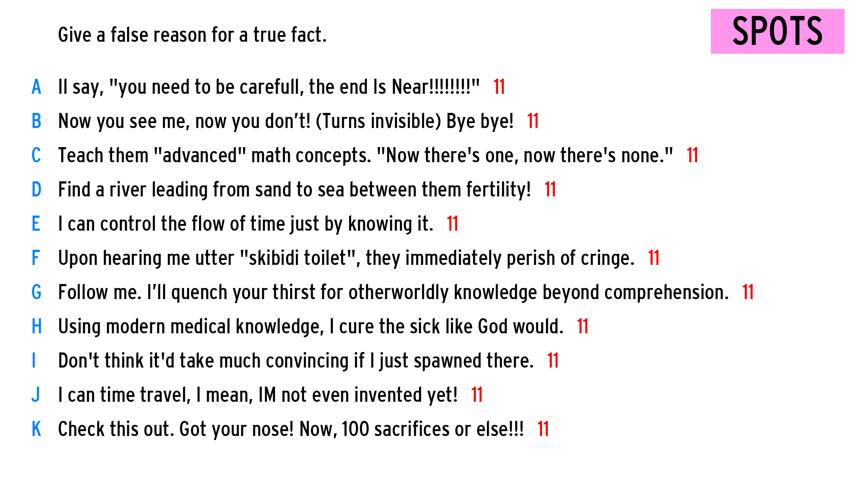 Give a false reason for a true fact.
SPOTS
A II say, "you need to be carefull, the end Is Near!!!!!!!!" 11
B Now you see me, now you don't! (Turns invisible) Bye bye! 11
C Teach them "advanced" math concepts. "Now there's one, now there's none." 11
D Find a river leading from sand to sea between them fertility! 11
E I can control the flow of time just by knowing it. 11
F Upon hearing me utter "skibidi toilet", they immediately perish of cringe. 11
G Follow me. I'll quench your thirst for otherworldly knowledge beyond comprehension. 11
H Using modern medical knowledge, I cure the sick like God would. 11
I Don't think it'd take much convincing if I just spawned there. 11
J I can time travel, I mean, IM not even invented yet! 11
K Check this out. Got your nose! Now, 100 sacrifices or else!!! 11